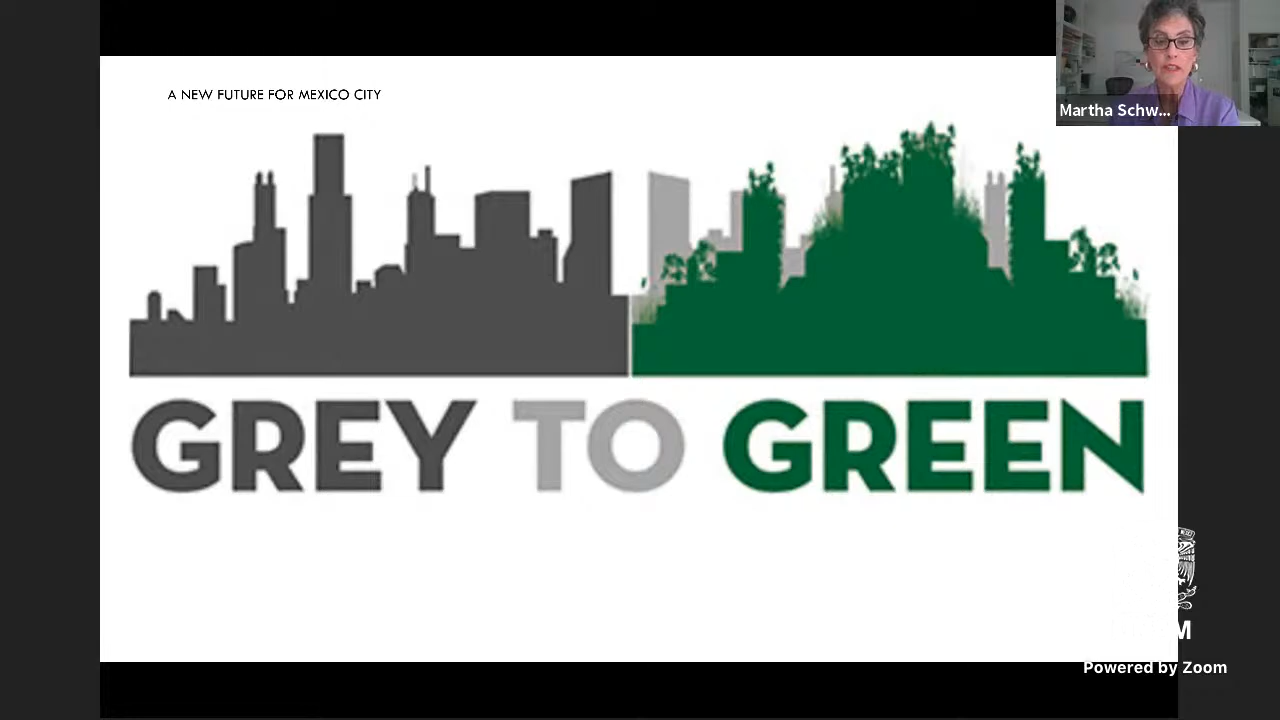 A NEW FUTURE FOR MEXICO CITY
Martha Schw...
GREY TO GREEN
M
Powered by Zoom